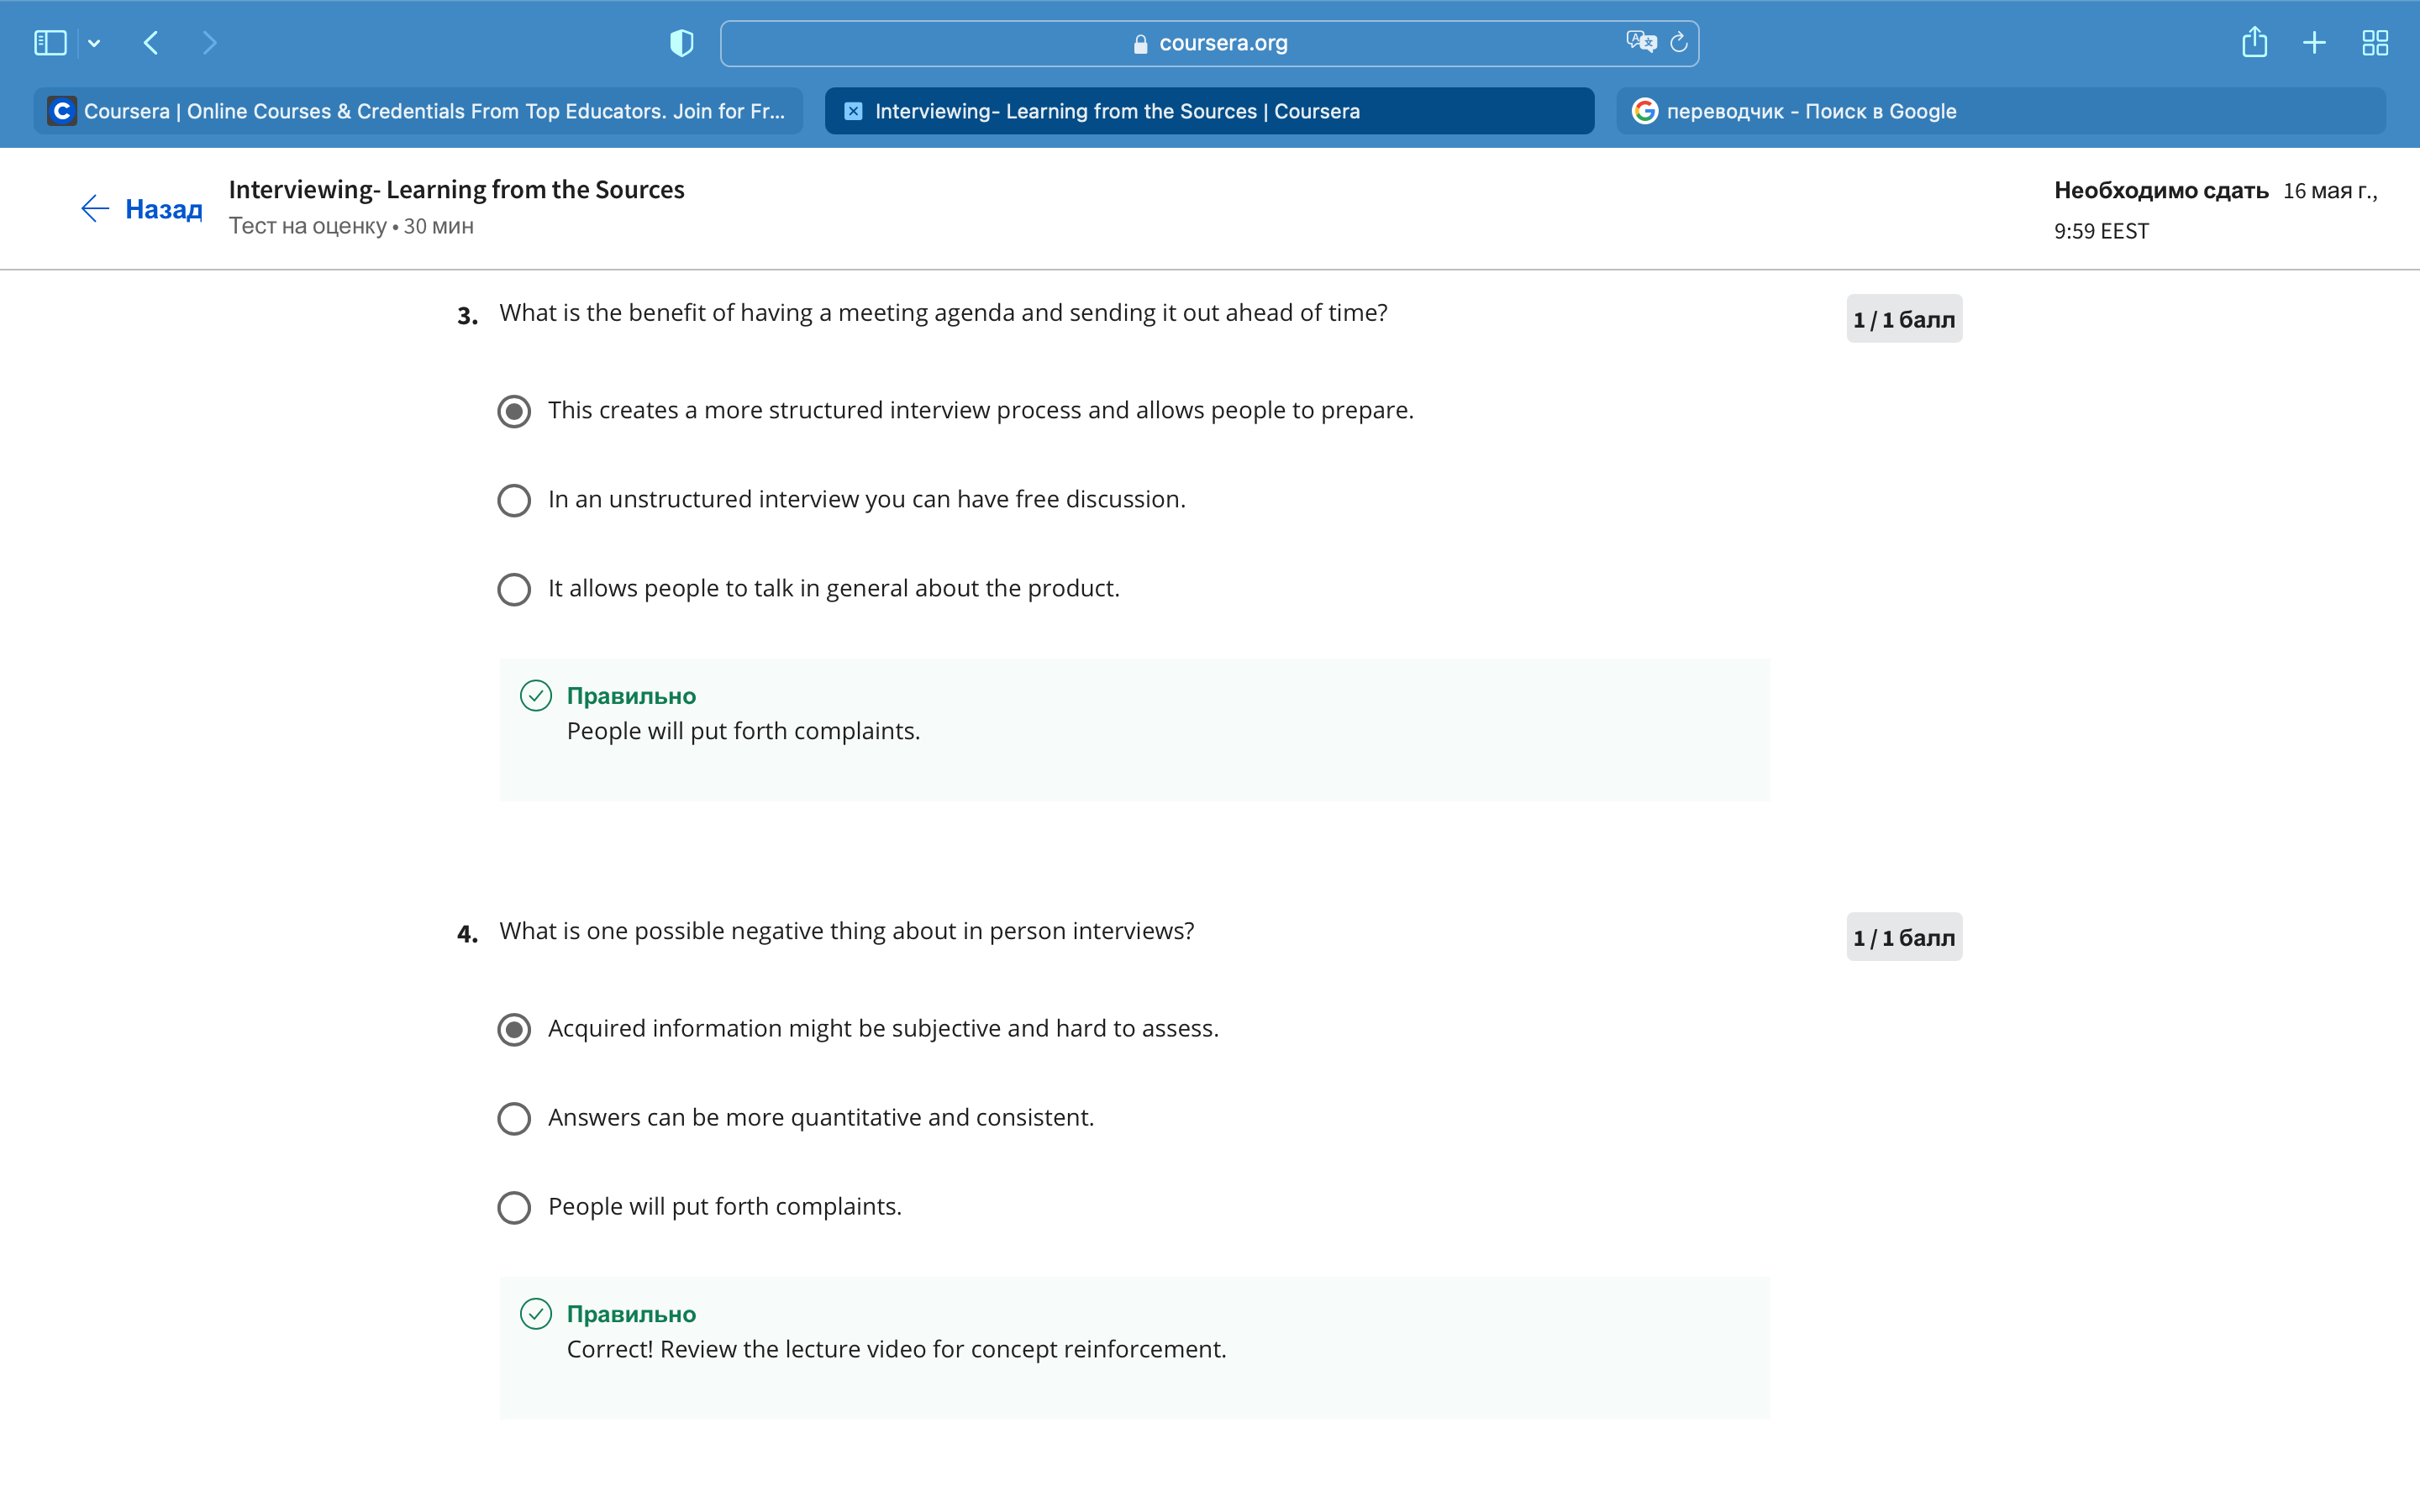 coursera.org
Coursera | Online Courses & Credentials From Top Educators. Join for Fr...
Interviewing- Learning from the Sources | Coursera
переводчик - Поиск в Google
Назад
Interviewing- Learning from the Sources
Тест на оценку • 30 мин
Необходимо сдать 16 мая г.,
9:59 EEST
3. What is the benefit of having a meeting agenda and sending it out ahead of time?
1 / 1 балл
This creates a more structured interview process and allows people to prepare.
In an unstructured interview you can have free discussion.
It allows people to talk in general about the product.
Правильно
People will put forth complaints.
4. What is one possible negative thing about in person interviews?
1 / 1 балл
Acquired information might be subjective and hard to assess.
Answers can be more quantitative and consistent.
People will put forth complaints.
Правильно
Correct! Review the lecture video for concept reinforcement.